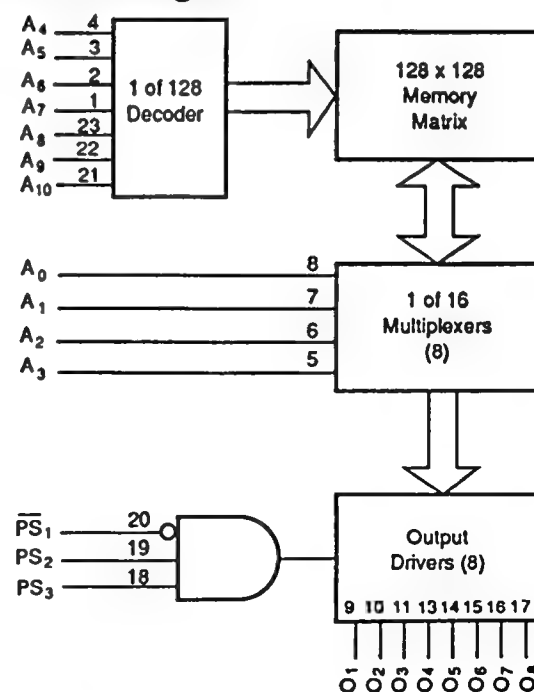 A4 4
A5 3
A6 2
A7 1
A8 23
A9 22
A10 21
1 of 128
Decoder
128 x 128
Memory
Matrix
A0 8
A1 7
A2 6
A3 5
1 of 16
Multiplexers
(8)
P̅S̅1 20
PS2 19
PS3 18
Output
Drivers (8)
9 10 11 13 14 15 16 17
O1 O2 O3 O4 O5 O6 O7 O8